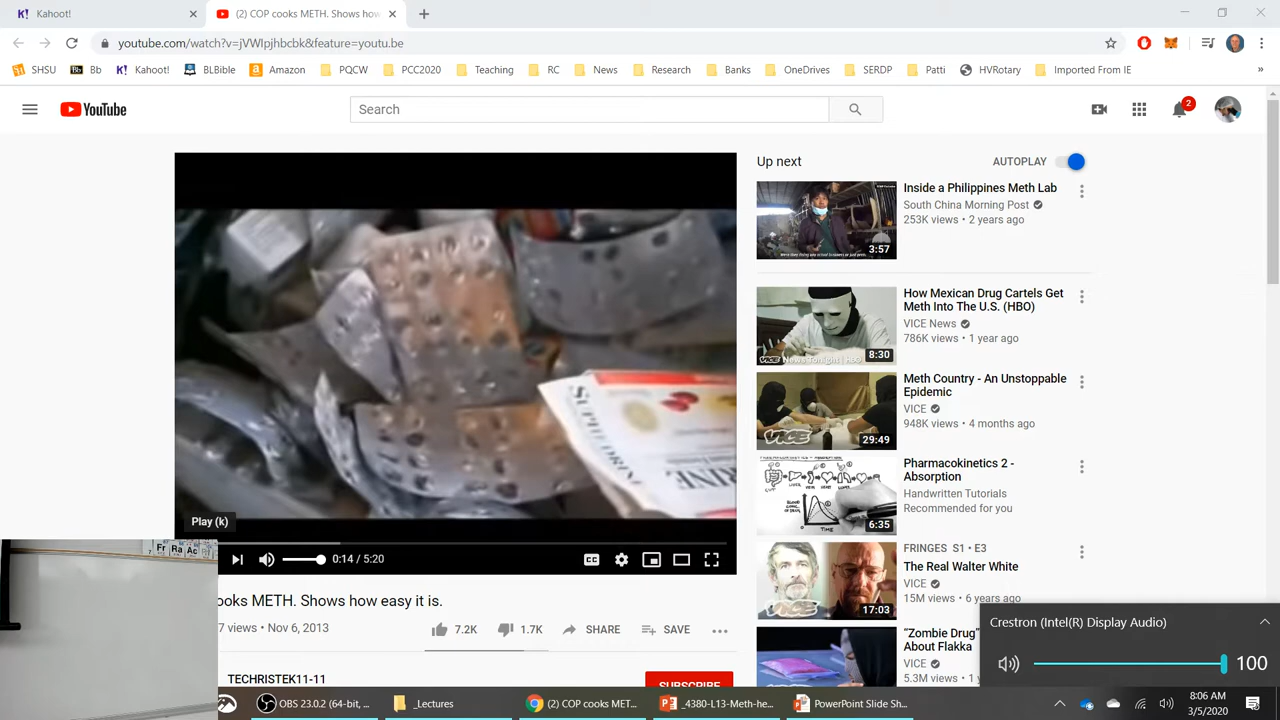 Kahoot!
(2) COP cooks METH. Shows how
youtube.com/watch?v=jVWIpjhbcbk&feature=youtu.be
SHSU
Bb
Bb
Kahoot!
BLBible
Amazon
PQCW
PCC2020
Teaching
RC
News
Research
Banks
OneDrives
SERDP
Patti
HVRotary
Imported From IE
»
YouTube
Search
2
Up next
AUTOPLAY
Inside a Philippines Meth Lab
South China Morning Post
253K views • 2 years ago
3:57
How Mexican Drug Cartels Get
Meth Into The U.S. (HBO)
VICE News
786K views • 1 year ago
8:30
Meth Country - An Unstoppable
Epidemic
VICE
948K views • 4 months ago
29:49
Pharmacokinetics 2 -
Absorption
Handwritten Tutorials
Recommended for you
6:35
FRINGES S1 • E3
The Real Walter White
VICE
15M views • 6 years ago
17:03
"Zombie Drug"
About Flakka
VICE
5.3M views
Play (k)
0:14 / 5:20
CC
Fr Ra Ac
ooks METH. Shows how easy it is.
7 views • Nov 6, 2013
7.2K
1.7K
SHARE
SAVE
TECHRISTEK11-11
SUBSCRIBE
Crestron (Intel(R) Display Audio)
100
OBS 23.0.2 (64-bit, ...
_Lectures
COP cooks MET...
_4380-L13-Meth-he...
PowerPoint Slide Sh...
8:06 AM
3/5/2020